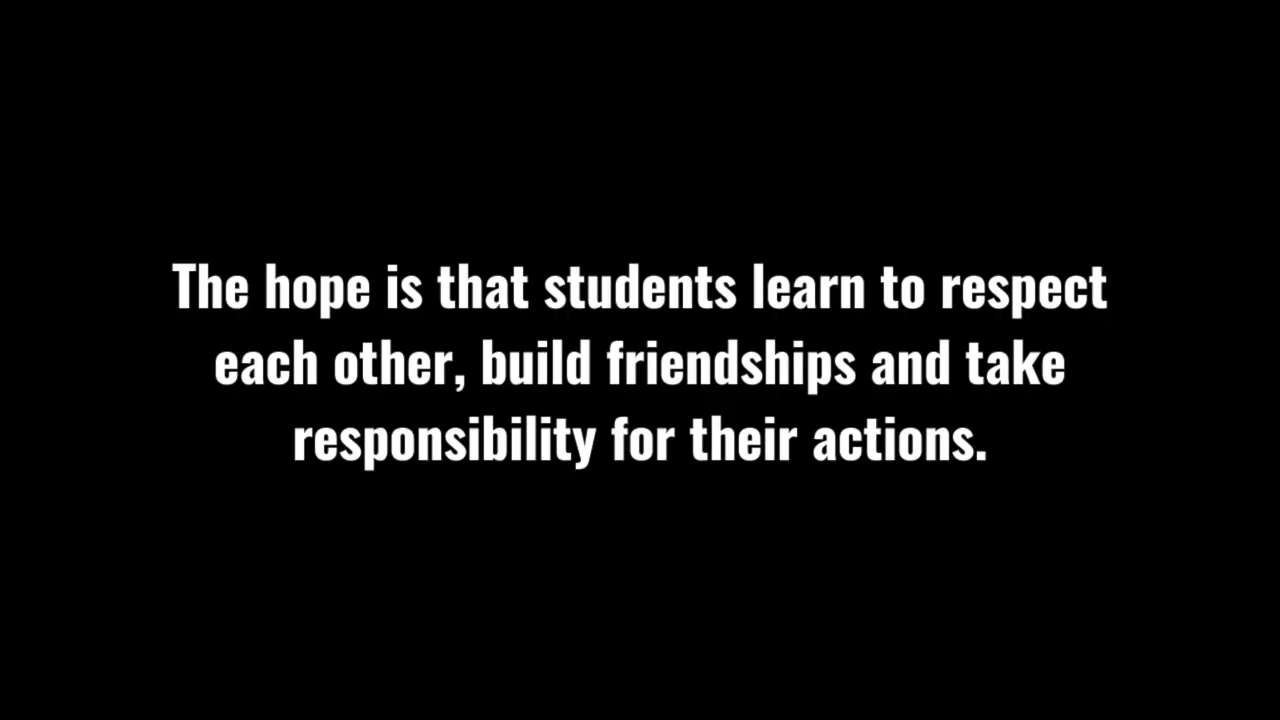 The hope is that students learn to respect
each other, build friendships and take
responsibility for their actions.